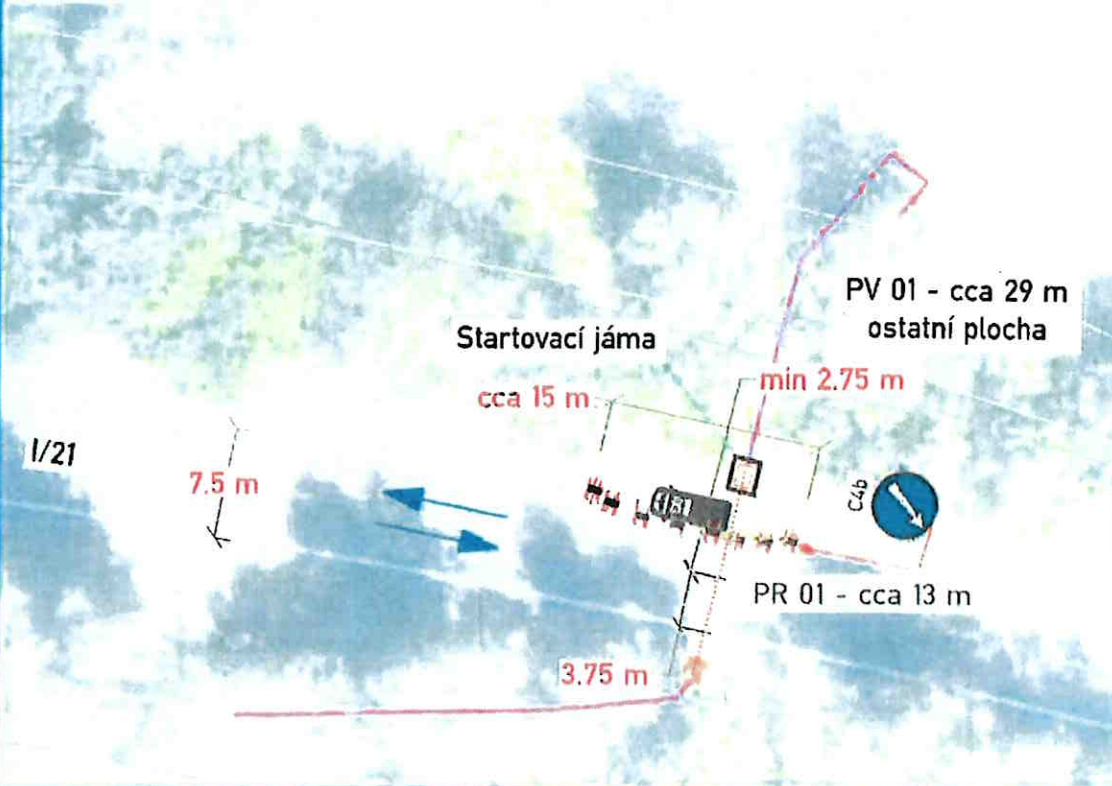 PV 01 - cca 29 m
ostatní plocha
Startovací jáma
min 2.75 m
cca 15 m
I/21
7.5 m
C4b
PR 01 - cca 13 m
3.75 m